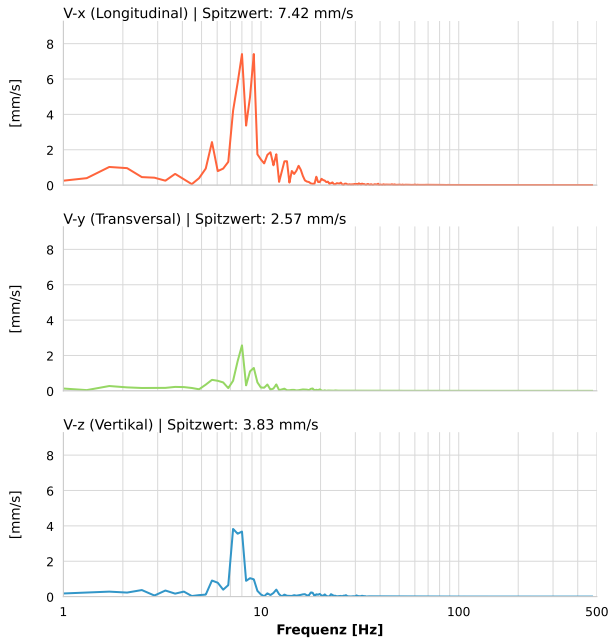 V-x (Longitudinal) | Spitzwert: 7.42 mm/s
8
6
4
2
0
[mm/s]
V-y (Transversal) | Spitzwert: 2.57 mm/s
8
6
4
2
0
[mm/s]
V-z (Vertikal) | Spitzwert: 3.83 mm/s
8
6
4
2
0
[mm/s]
1 10 100 500
Frequenz [Hz]